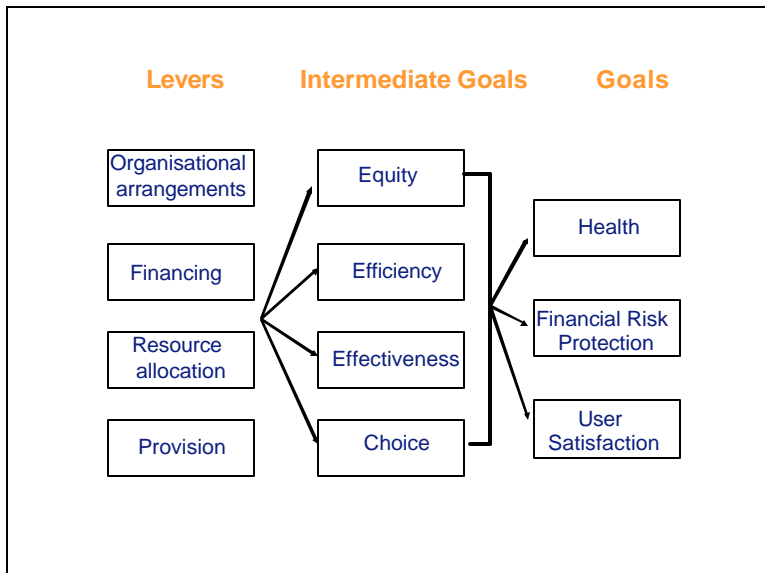 Levers
Intermediate Goals
Goals
Organisational
arrangements
Equity
Health
Financing
Efficiency
Financial Risk
Protection
Resource
allocation
Effectiveness
User
Satisfaction
Provision
Choice